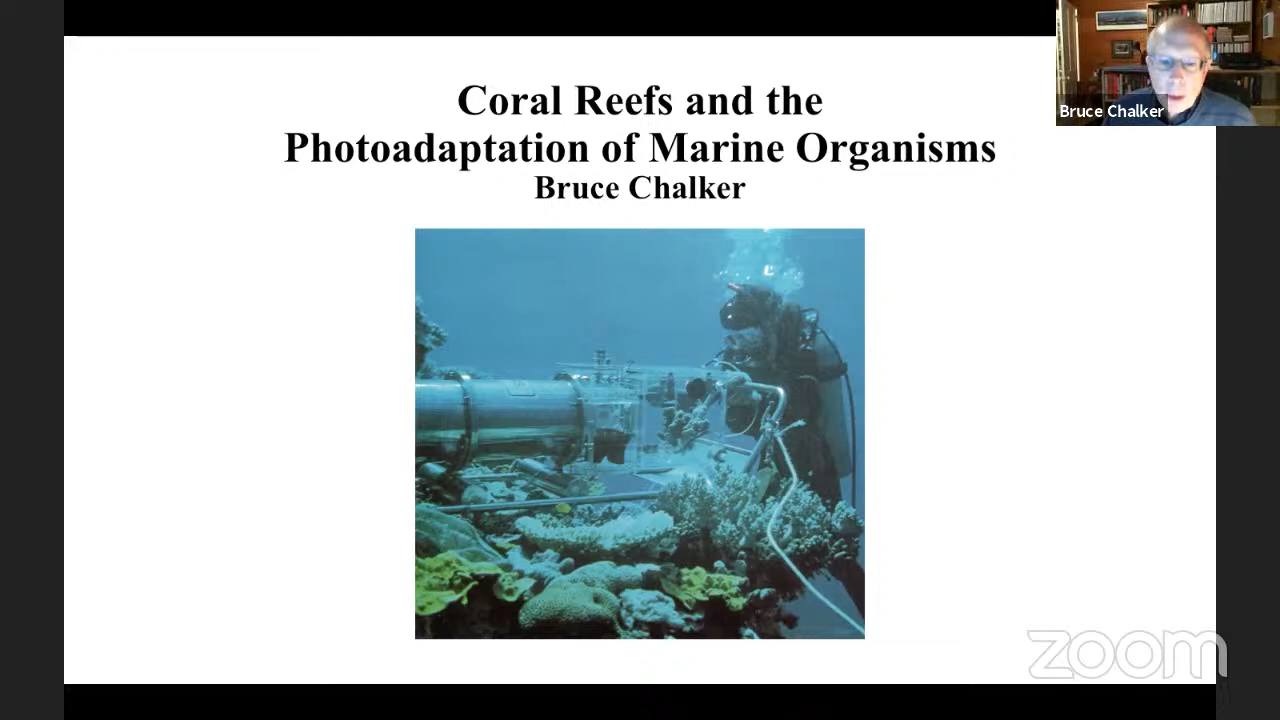 Coral Reefs and the
Photoadaptation of Marine Organisms
Bruce Chalker
Bruce Chalker
zoom